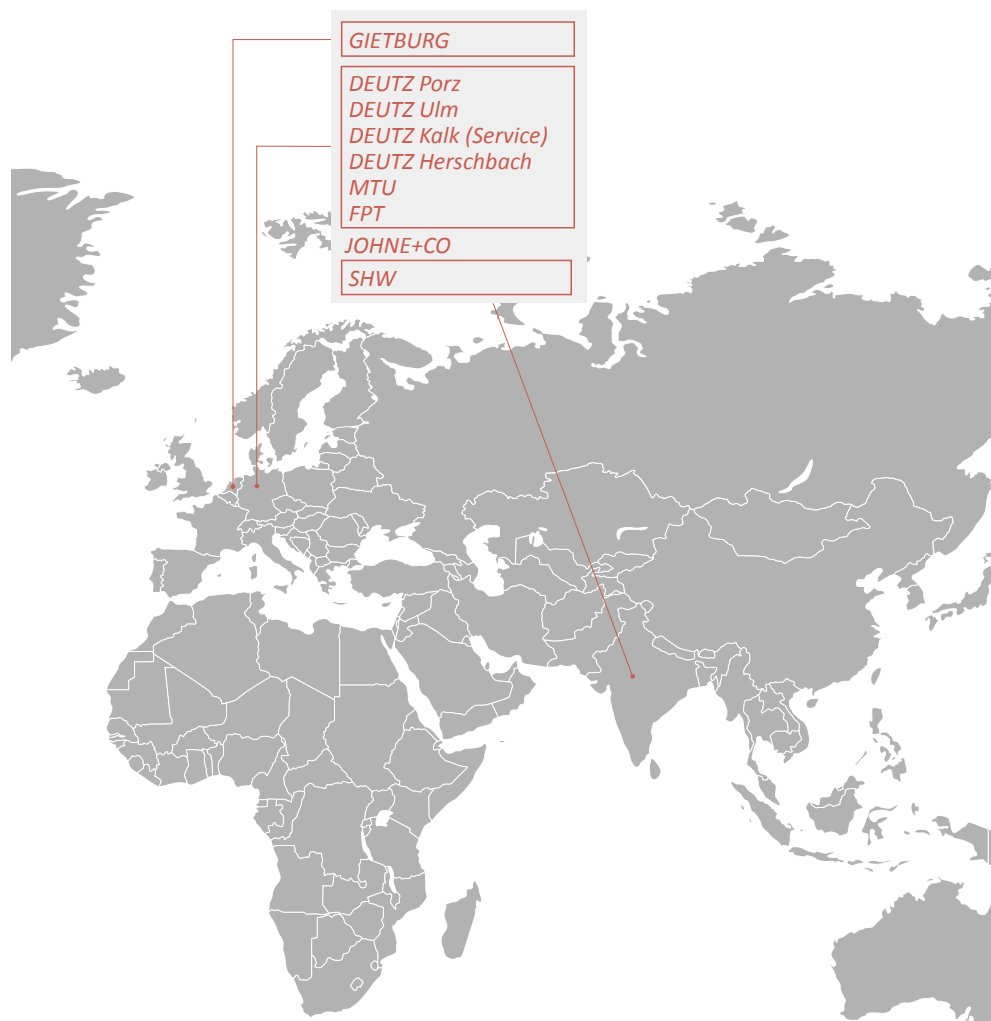 GIETBURG
DEUTZ Porz
DEUTZ Ulm
DEUTZ Kalk (Service)
DEUTZ Herschbach
MTU
FPT
JOHNE+CO
SHW